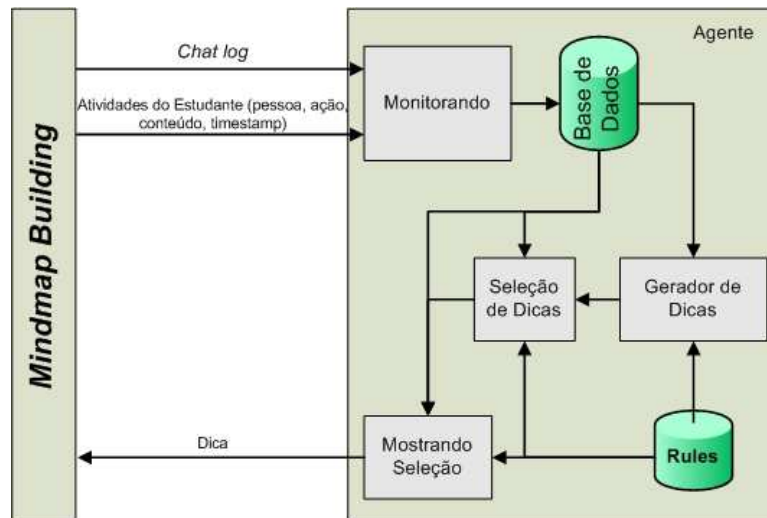 Mindmap Building
Chat log
Atividades do Estudante (pessoa, ação,
conteúdo, timestamp)
Agente
Monitorando
Base de
Dados
Seleção
de Dicas
Gerador de
Dicas
Dica
Mostrando
Seleção
Rules